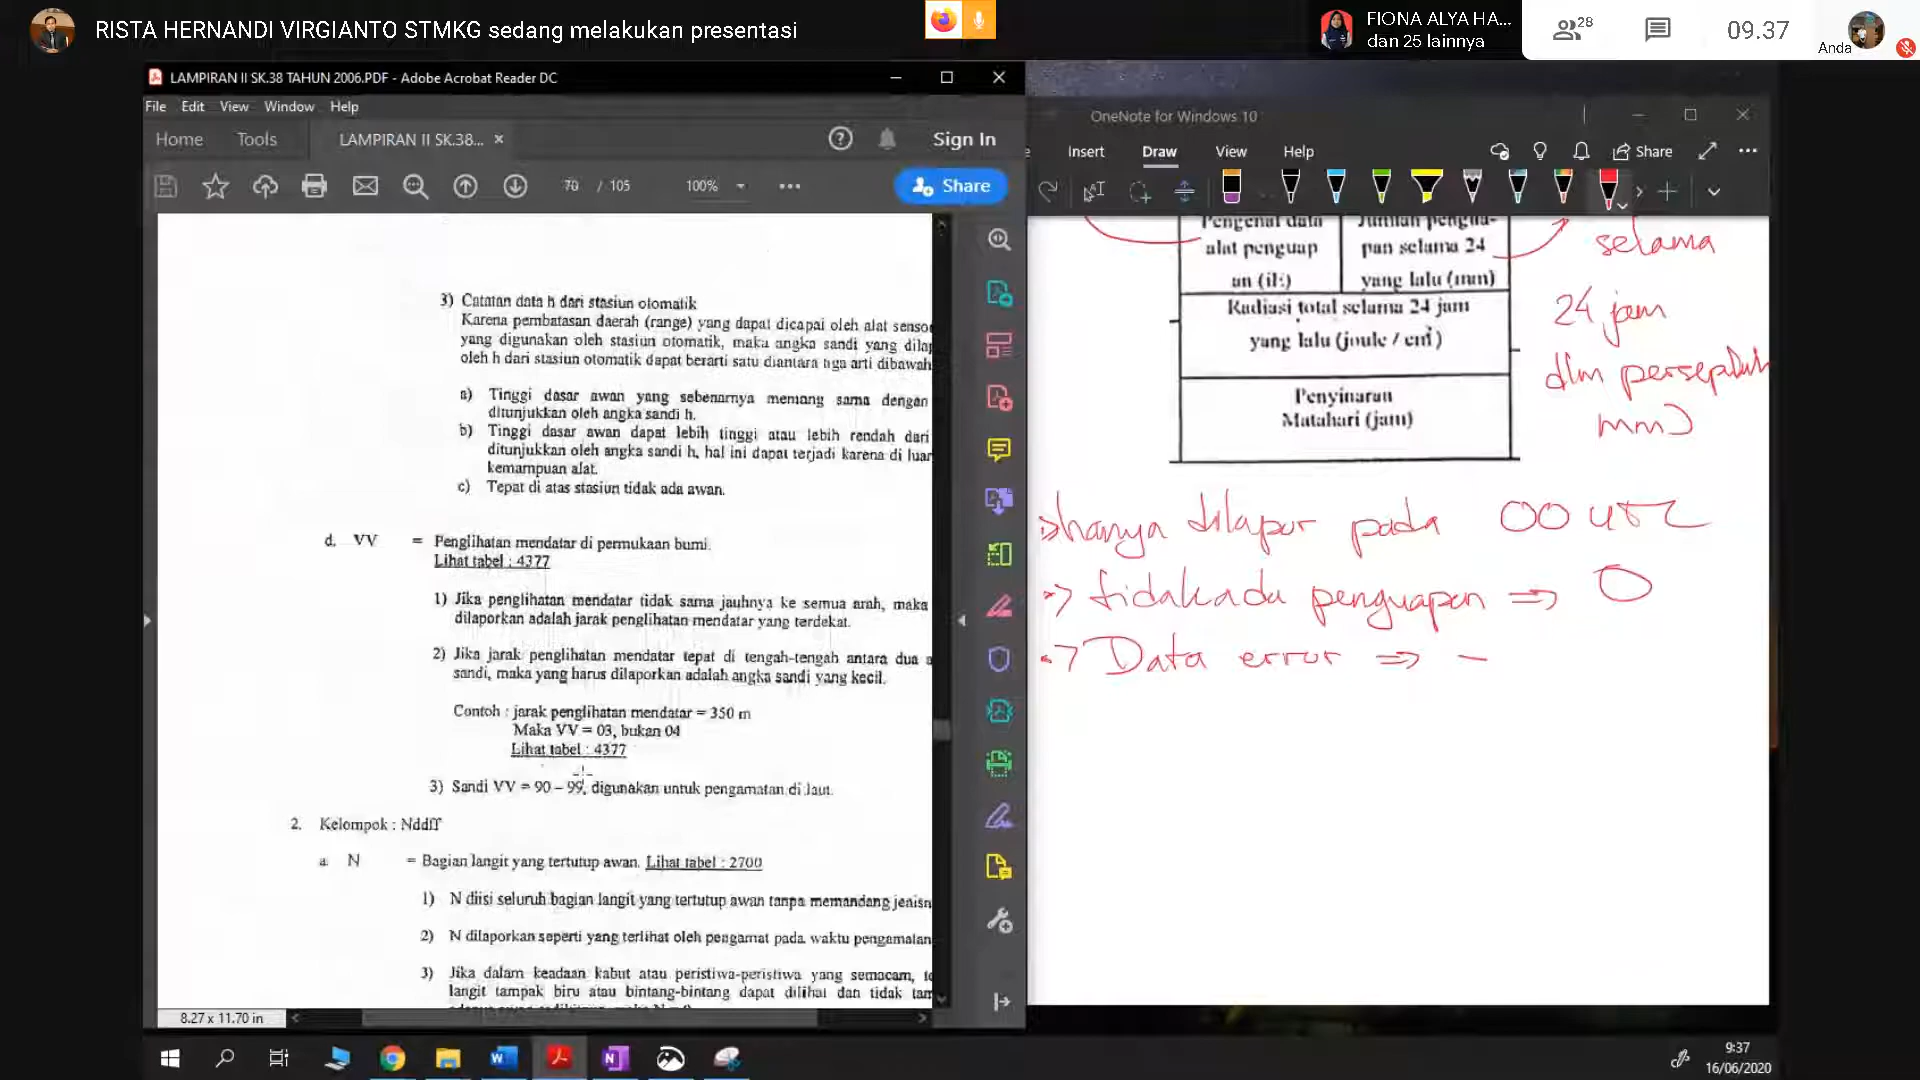 RISTA HERNANDI VIRGIANTO STMKG sedang melakukan presentasi
FIONA ALYA HA...
dan 25 lainnya
28
09.37
Anda
LAMPIRAN II SK.38 TAHUN 2006.PDF - Adobe Acrobat Reader DC
File Edit View Window Help
Home Tools LAMPIRAN II SK.38... × Sign In
70 / 105 100% Share
3) Catatan data h dari stasiun otomatik
Karena pembatasan daerah (range) yang dapat dicapai oleh alat senso
yang digunakan oleh stasiun otomatik, maka angka sandi yang dila
oleh h dari stasiun otomatik dapat berarti satu diantara tiga arti dibawah
a) Tinggi dasar awan yang sebenarnya memang sama dengan
ditunjukkan oleh angka sandi h.
b) Tinggi dasar awan dapat lebih tinggi atau lebih rendah dari
ditunjukkan oleh angka sandi h, hal ini dapat terjadi karena di luar
kemampuan alat.
c) Tepat di atas stasiun tidak ada awan.
d. VV = Penglihatan mendatar di permukaan bumi.
Lihat tabel : 4377
1) Jika penglihatan mendatar tidak sama jauhnya ke semua arah, maka
dilaporkan adalah jarak penglihatan mendatar yang terdekat.
2) Jika jarak penglihatan mendatar tepat di tengah-tengah antara dua a
sandi, maka yang harus dilaporkan adalah angka sandi yang kecil.
Contoh : jarak penglihatan mendatar = 350 m
Maka VV = 03, bukan 04
Lihat tabel : 4377
3) Sandi VV = 90 – 99, digunakan untuk pengamatan di laut.
2. Kelompok : Nddff
a. N = Bagian langit yang tertutup awan. Lihat tabel : 2700
1) N diisi seluruh bagian langit yang tertutup awan tanpa memandang jenisn
2) N dilaporkan seperti yang terlihat oleh pengamat pada waktu pengamatan
3) Jika dalam keadaan kabut atau peristiwa-peristiwa yang semacam, te
langit tampak biru atau bintang-bintang dapat dilihat dan tidak tam
8.27 x 11.70 in
OneNote for Windows 10
Insert Draw View Help Share
Pengenal data
alat penguap
an (iE)
Jumlah pengua-
pan selama 24
yang lalu (mm)
Radiasi total selama 24 jam
yang lalu (joule / cm²)
Penyinaran
Matahari (jam)
selama
24 jam
dlm persepuluh
mm)
→ hanya dilapor pada 00 UTC
→ tidak ada penguapan ⇒ 0
→ Data error ⇒ –
9:37
16/06/2020